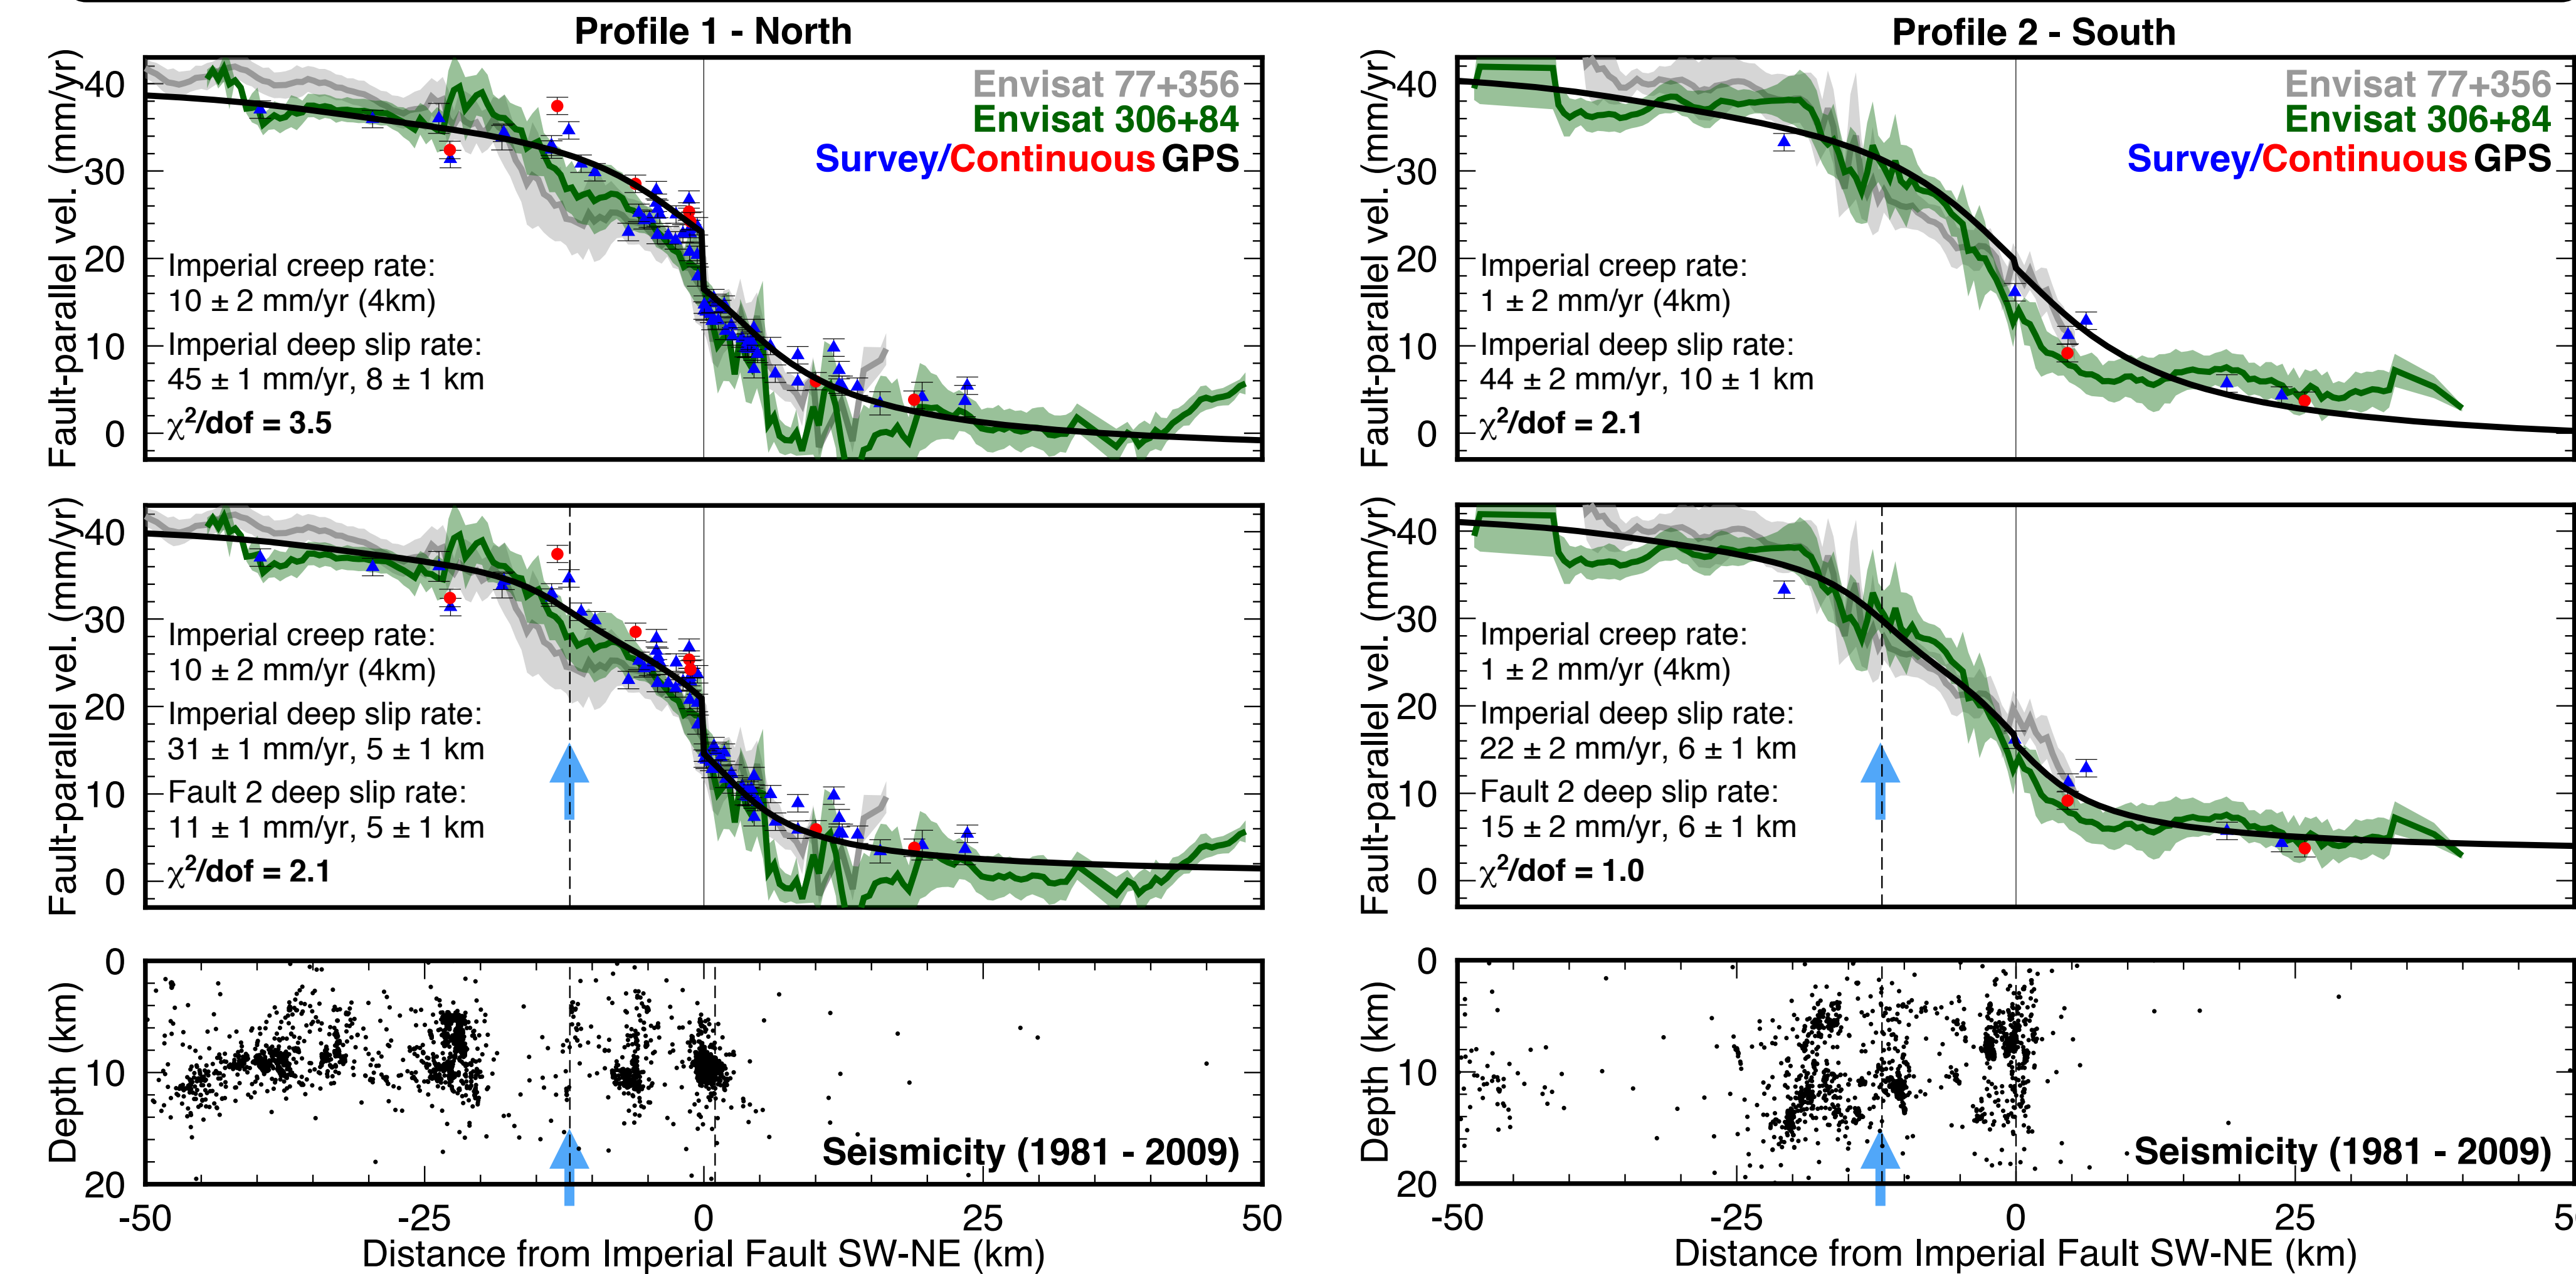 Profile 1 - North
Fault-parallel vel. (mm/yr)
40
30
20
10
0
Envisat 77+356
Envisat 306+84
Survey/Continuous GPS
Imperial creep rate:
10 ± 2 mm/yr (4km)
Imperial deep slip rate:
45 ± 1 mm/yr, 8 ± 1 km
χ²/dof = 3.5
Profile 2 - South
Fault-parallel vel. (mm/yr)
40
30
20
10
0
Envisat 77+356
Envisat 306+84
Survey/Continuous GPS
Imperial creep rate:
1 ± 2 mm/yr (4km)
Imperial deep slip rate:
44 ± 2 mm/yr, 10 ± 1 km
χ²/dof = 2.1
Fault-parallel vel. (mm/yr)
40
30
20
10
0
Imperial creep rate:
10 ± 2 mm/yr (4km)
Imperial deep slip rate:
31 ± 1 mm/yr, 5 ± 1 km
Fault 2 deep slip rate:
11 ± 1 mm/yr, 5 ± 1 km
χ²/dof = 2.1
Fault-parallel vel. (mm/yr)
40
30
20
10
0
Imperial creep rate:
1 ± 2 mm/yr (4km)
Imperial deep slip rate:
22 ± 2 mm/yr, 6 ± 1 km
Fault 2 deep slip rate:
15 ± 2 mm/yr, 6 ± 1 km
χ²/dof = 1.0
Depth (km)
0
10
20
Seismicity (1981 - 2009)
-50 -25 0 25 50
Distance from Imperial Fault SW-NE (km)
Depth (km)
0
10
20
Seismicity (1981 - 2009)
-50 -25 0 25
Distance from Imperial Fault SW-NE (km)